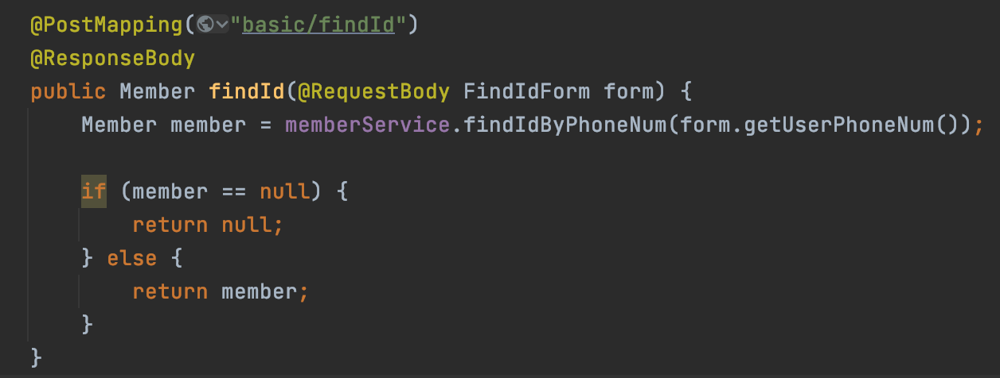 @PostMapping("basic/findId")
@ResponseBody
public Member findId(@RequestBody FindIdForm form) {
    Member member = memberService.findIdByPhoneNum(form.getUserPhoneNum());

    if (member == null) {
        return null;
    } else {
        return member;
    }
}